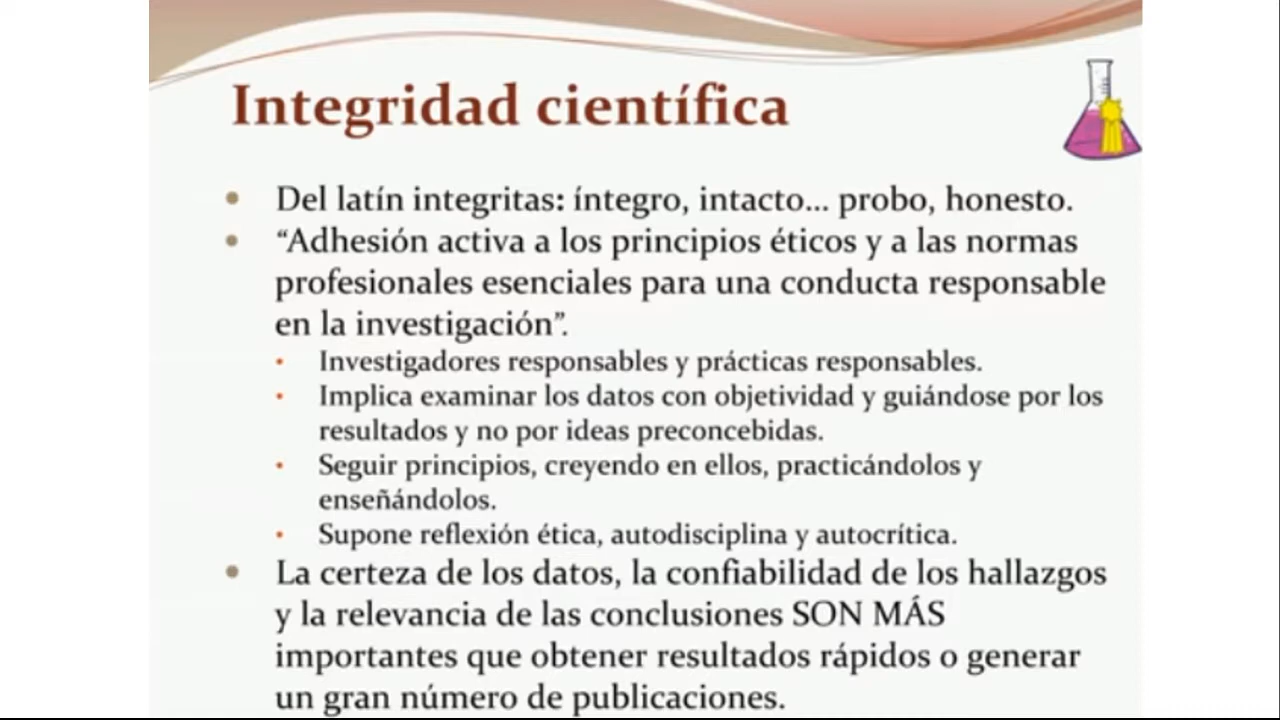 Integridad científica
• Del latín integritas: íntegro, intacto... probo, honesto.
• “Adhesión activa a los principios éticos y a las normas
profesionales esenciales para una conducta responsable
en la investigación”.
• Investigadores responsables y prácticas responsables.
• Implica examinar los datos con objetividad y guiándose por los
resultados y no por ideas preconcebidas.
• Seguir principios, creyendo en ellos, practicándolos y
enseñándolos.
• Supone reflexión ética, autodisciplina y autocrítica.
• La certeza de los datos, la confiabilidad de los hallazgos
y la relevancia de las conclusiones SON MÁS
importantes que obtener resultados rápidos o generar
un gran número de publicaciones.